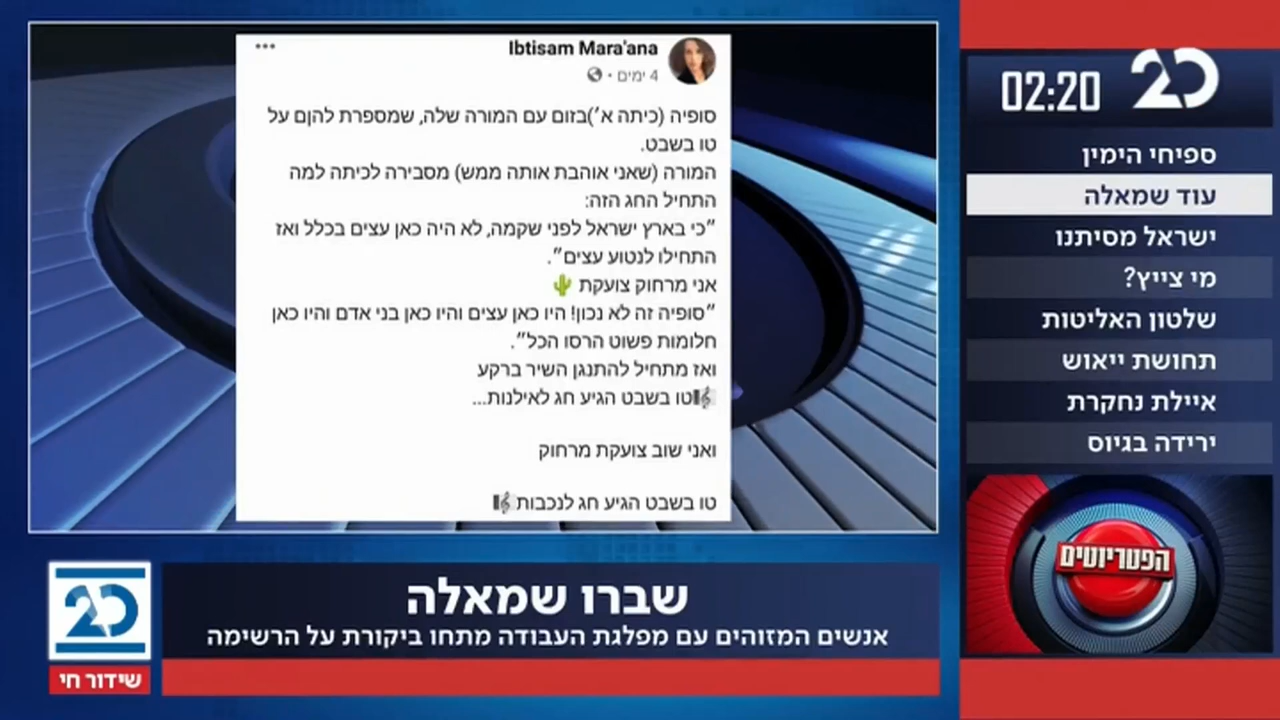 Ibtisam Mara'ana
4 ימים
סופיה (כיתה א׳)בזום עם המורה שלה, שמספרת להןם על
טו בשבט.
המורה (שאני אוהבת אותה ממש) מסבירה לכיתה למה
התחיל החג הזה:
״כי בארץ ישראל לפני שקמה, לא היה כאן עצים בכלל ואז
התחילו לנטוע עצים״.
אני מרחוק צועקת 🌵
״סופיה זה לא נכון! היו כאן עצים והיו כאן בני אדם והיו כאן
חלומות פשוט הרסו הכל״.
ואז מתחיל להתנגן השיר ברקע
🎼טו בשבט הגיע חג לאילנות...
ואני שוב צועקת מרחוק
טו בשבט הגיע חג לנכבות🎼
02:20
20
ספיחי הימין
עוד שמאלה
ישראל מסיתנו
מי צייץ?
שלטון האליטות
תחושת ייאוש
איילת נחקרת
ירידה בגיוס
הפטריוטים
20
שידור חי
שברו שמאלה
אנשים המזוהים עם מפלגת העבודה מתחו ביקורת על הרשימה